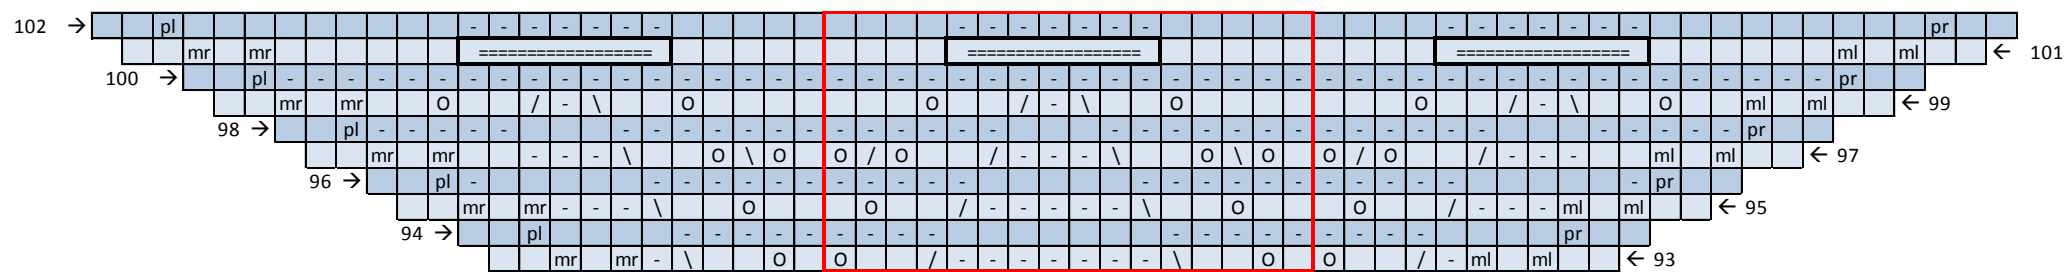 102 → pl - - - - - - - - - - - - - - - - - - - - - pr
mr mr ================== ================== ================== ml ml ← 101
100 → pl - - - - - - - - - - - - - - - - - - - - - - - - - - - - - - - - - - - - - - - - - - - - - - - - - - - pr
mr mr O / - \ O O / - \ O O / - \ O ml ml ← 99
98 → pl - - - - - - - - - - - - - - - - - - - - - - - - - - - - - - - - - - - - pr
mr mr - - - \ O \ O O / O / - - - \ O \ O O / O / - - - ml ml ← 97
96 → pl - - - - - - - - - - - - - - - - - - - - - - - - pr
mr mr - - - \ O O / - - - - - \ O O / - - - ml ml ← 95
94 → pl - - - - - - - - - - - - - - - - - - pr
mr mr - \ O O / - - - - - - - \ O O / - ml ml ← 93